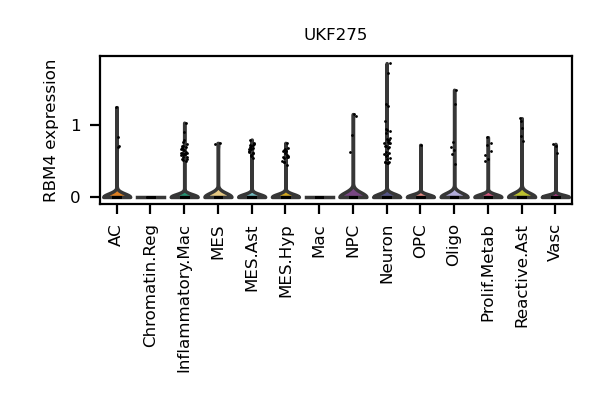 UKF275
RBM4 expression
1
0
AC
Chromatin.Reg
Inflammatory.Mac
MES
MES.Ast
MES.Hyp
Mac
NPC
Neuron
OPC
Oligo
Prolif.Metab
Reactive.Ast
Vasc